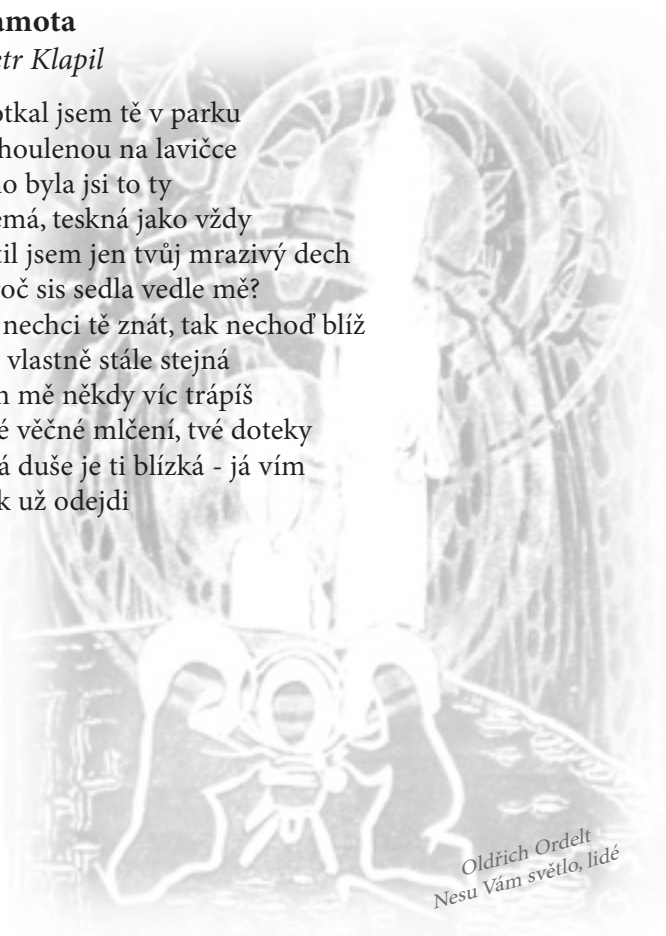 amota
etr Klapil
otkal jsem tě v parku
houlenou na lavičce
no byla jsi to ty
emá, teskná jako vždy
til jsem jen tvůj mrazivý dech
roč sis sedla vedle mě?
nechci tě znát, tak nechoď blíž
vlastně stále stejná
n mě někdy víc trápíš
é věčné mlčení, tvé doteky
á duše je ti blízká - já vím
k už odejdi
Oldřich Ordelt
Nesu Vám světlo, lidé